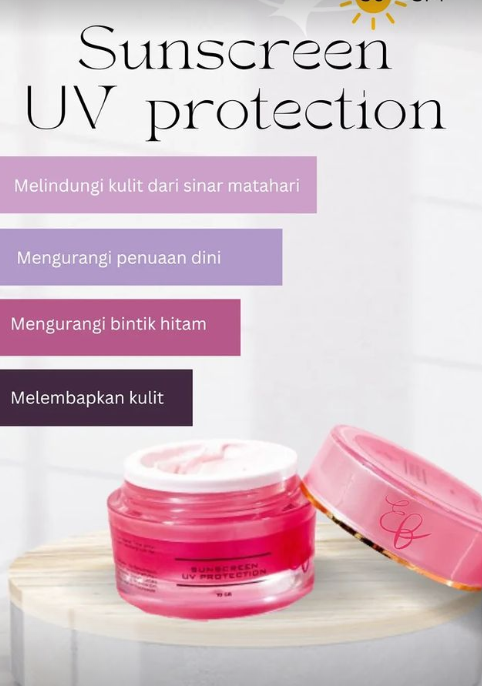 Sunscreen
UV protection
Melindungi kulit dari sinar matahari
Mengurangi penuaan dini
Mengurangi bintik hitam
Melembapkan kulit
SUNSCREEN
UV PROTECTION